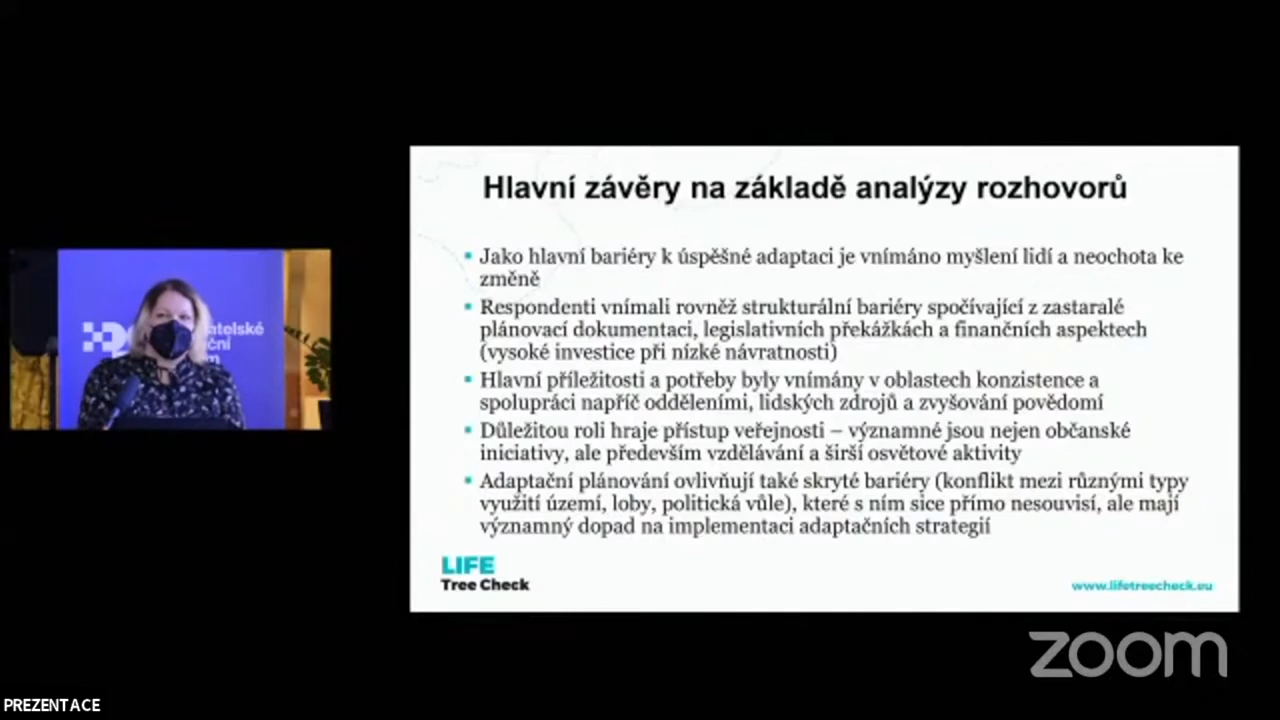 Hlavní závěry na základě analýzy rozhovorů
▪ Jako hlavní bariéry k úspěšné adaptaci je vnímáno myšlení lidí a neochota ke
změně
▪ Respondenti vnímali rovněž strukturální bariéry spočívající z zastaralé
plánovací dokumentaci, legislativních překážkách a finančních aspektech
(vysoké investice při nízké návratnosti)
▪ Hlavní příležitosti a potřeby byly vnímány v oblastech konzistence a
spolupráci napříč odděleními, lidských zdrojů a zvyšování povědomí
▪ Důležitou roli hraje přístup veřejnosti – významné jsou nejen občanské
iniciativy, ale především vzdělávání a širší osvětové aktivity
▪ Adaptační plánování ovlivňují také skryté bariéry (konflikt mezi různými typy
využití území, loby, politická vůle), které s ním sice přímo nesouvisí, ale mají
významný dopad na implementaci adaptačních strategií
LIFE
Tree Check
www.lifetreecheck.eu
zoom
PREZENTACE